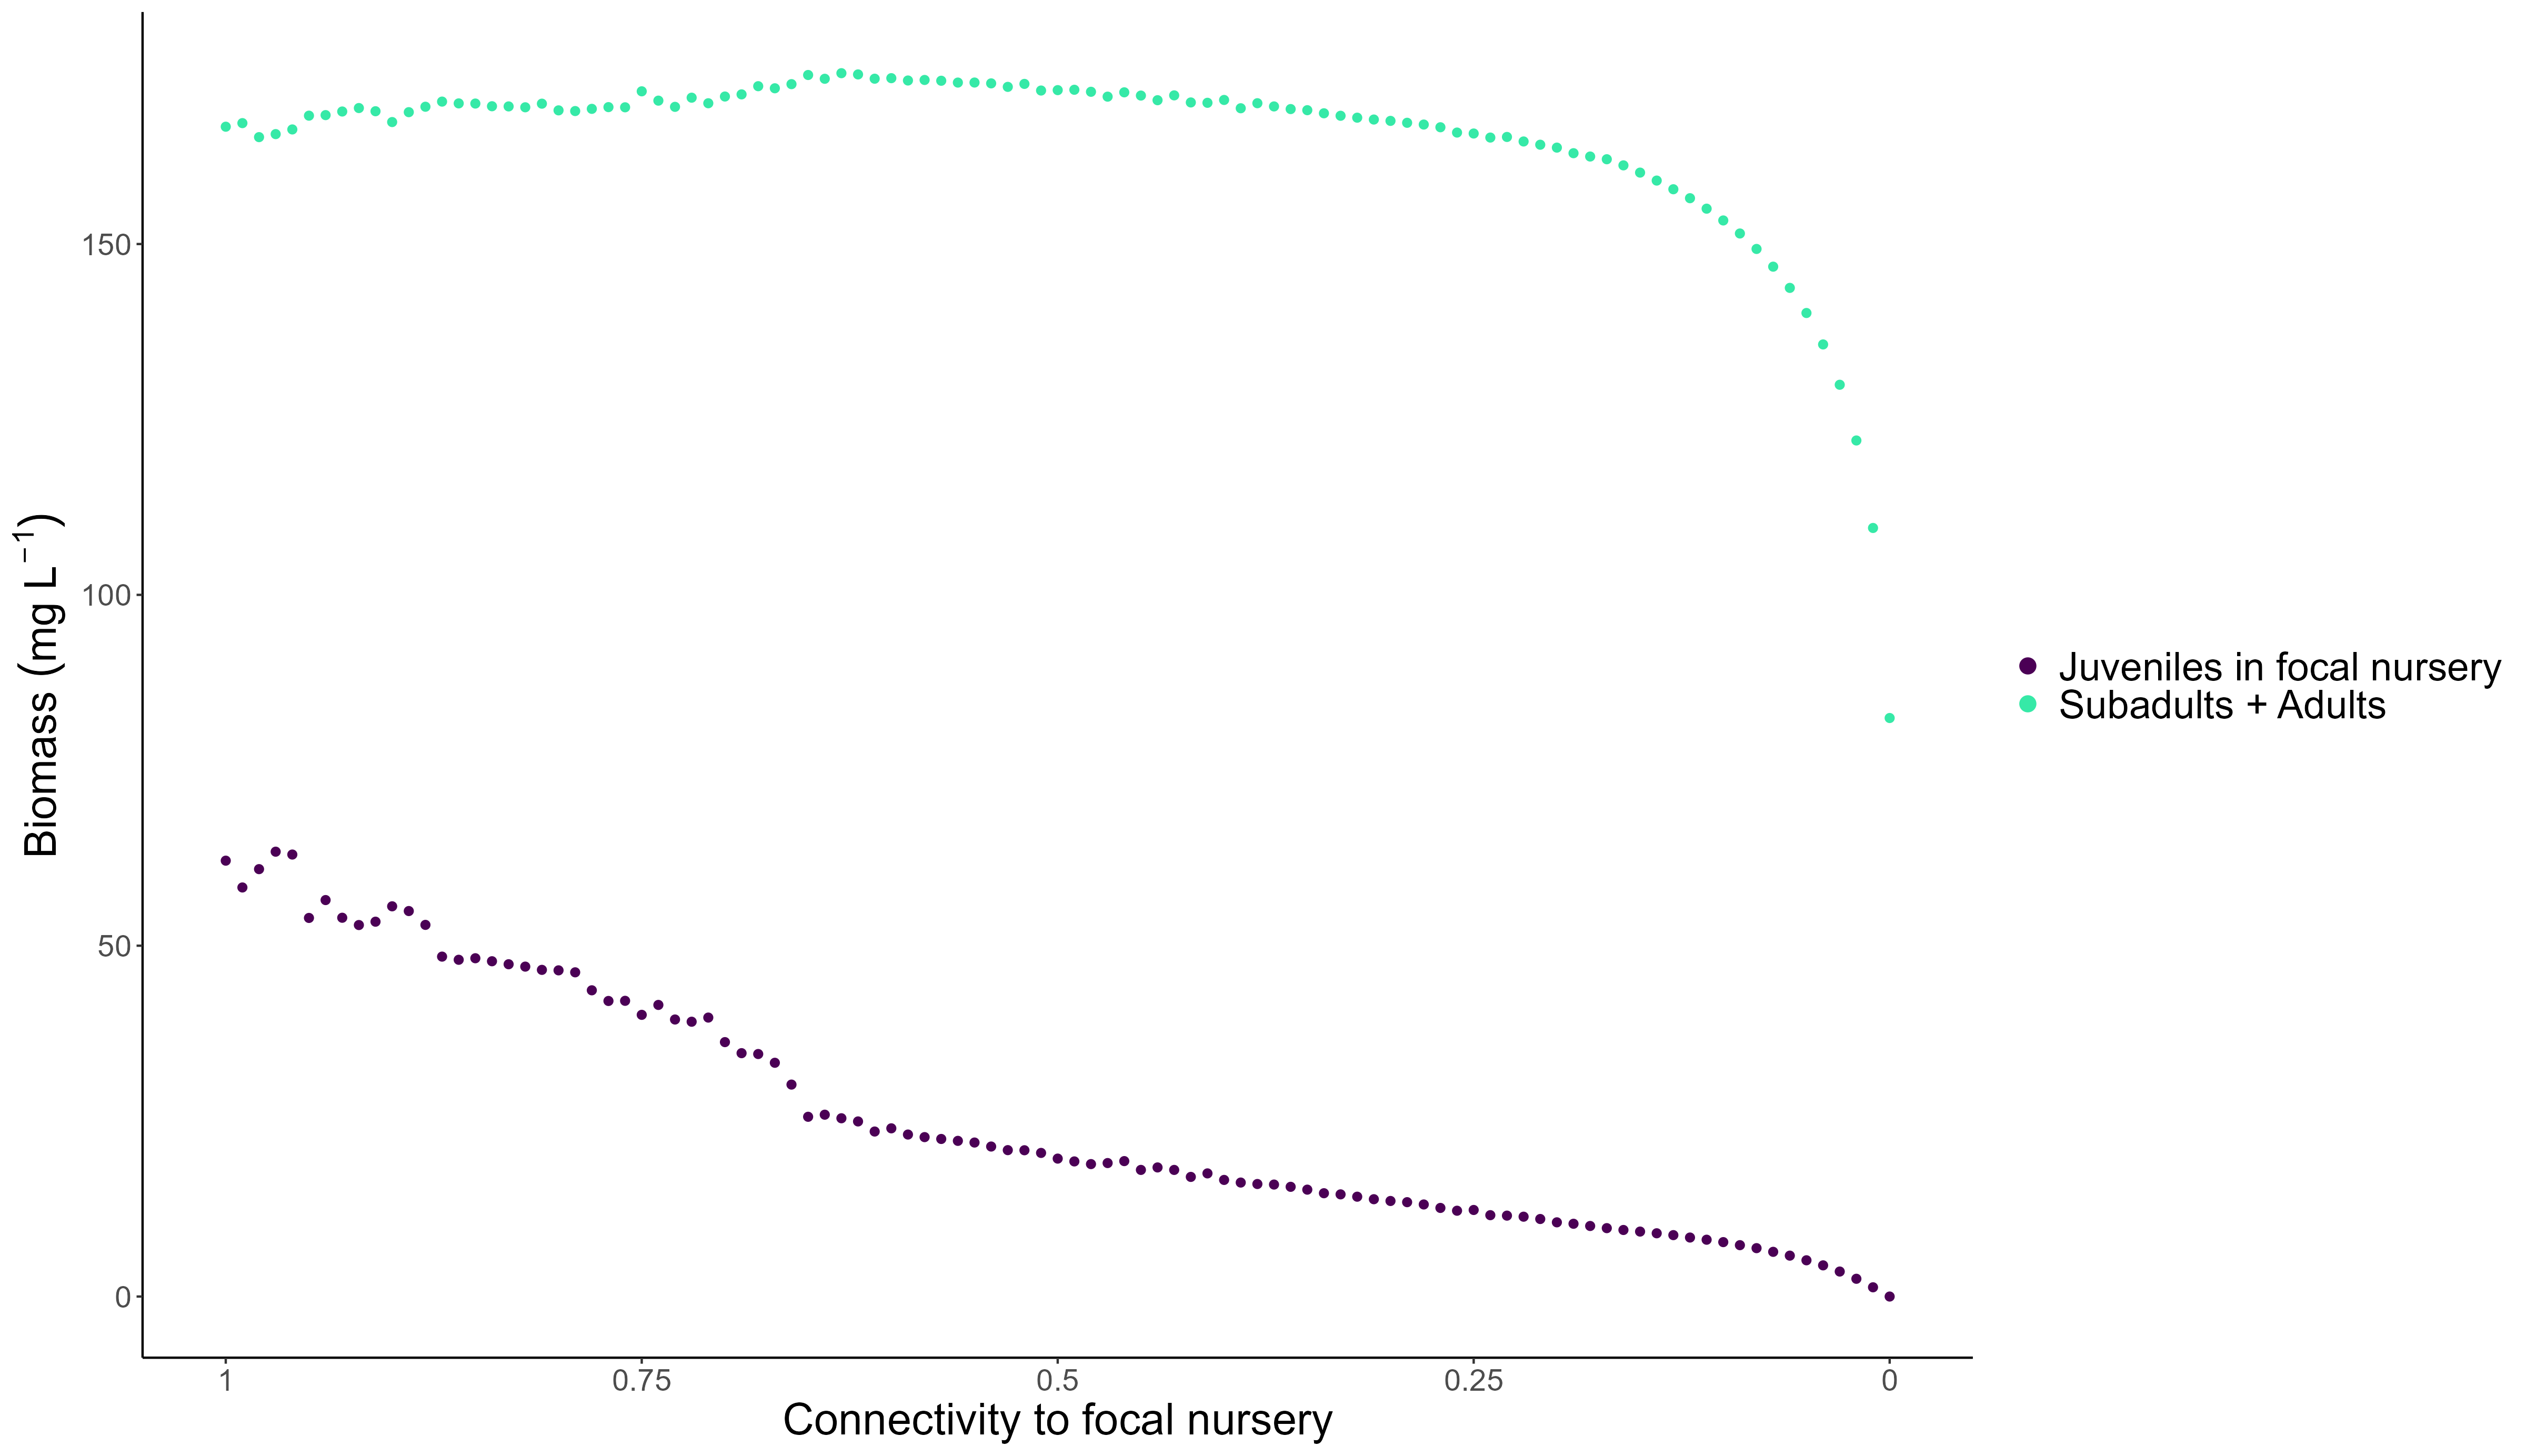 Biomass (mg L⁻¹)
150
100
50
0
1
0.75
0.5
0.25
0
Connectivity to focal nursery
Juveniles in focal nursery
Subadults + Adults